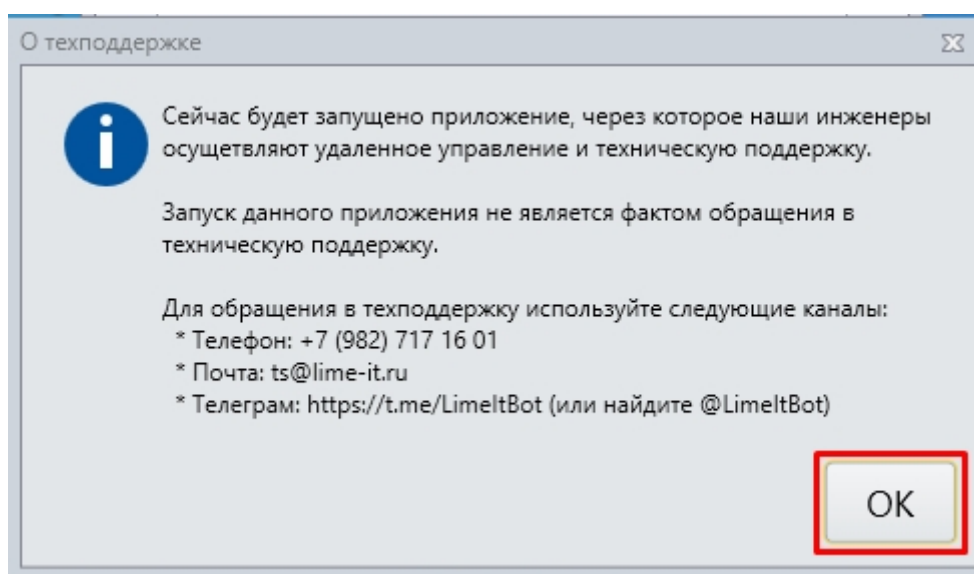 О техподдержке
Сейчас будет запущено приложение, через которое наши инженеры
осущетвляют удаленное управление и техническую поддержку.
Запуск данного приложения не является фактом обращения в
техническую поддержку.
Для обращения в техподдержку используйте следующие каналы:
* Телефон: +7 (982) 717 16 01
* Почта: ts@lime-it.ru
* Телеграм: https://t.me/LimeItBot (или найдите @LimeItBot)
OK